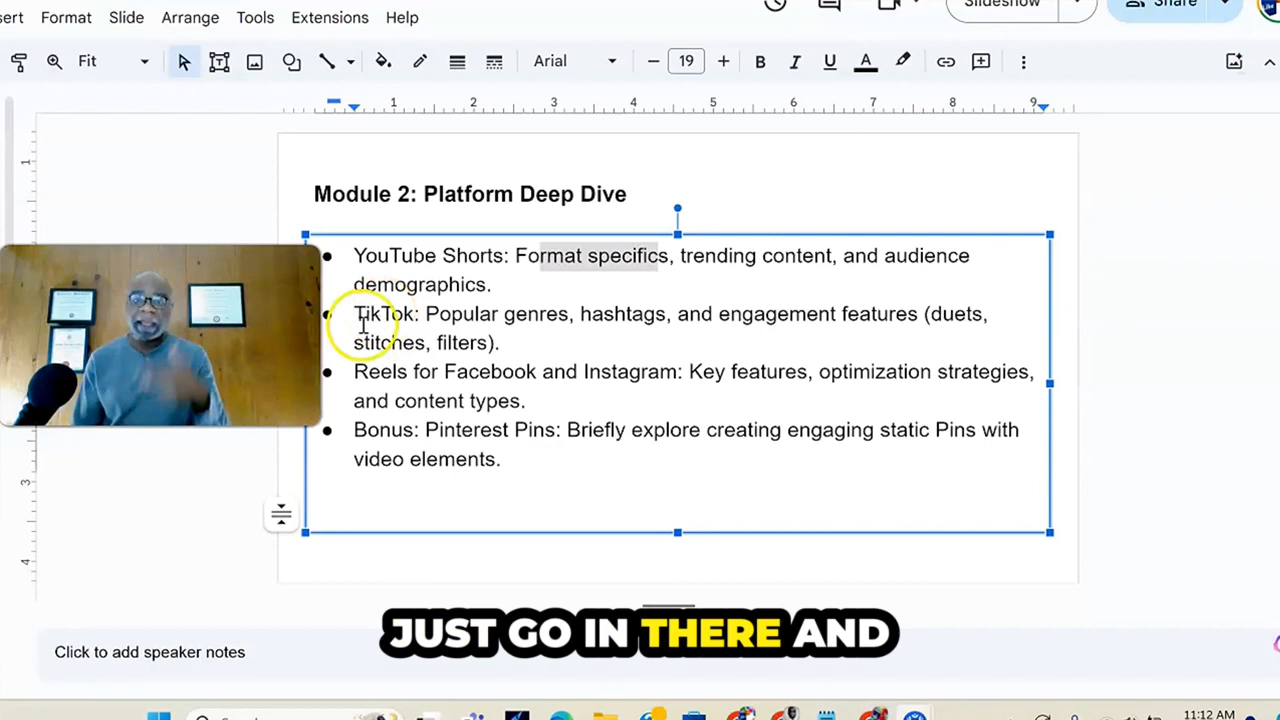 Format Slide Arrange Tools Extensions Help
Slideshow Share
Fit Arial 19 B I U A
1 2 3 4 5 6 7 8 9
1
3
4
Module 2: Platform Deep Dive
● YouTube Shorts: Format specifics, trending content, and audience
demographics.
● TikTok: Popular genres, hashtags, and engagement features (duets,
stitches, filters).
● Reels for Facebook and Instagram: Key features, optimization strategies,
and content types.
● Bonus: Pinterest Pins: Briefly explore creating engaging static Pins with
video elements.
JUST GO IN THERE AND
Click to add speaker notes
11:12 AM